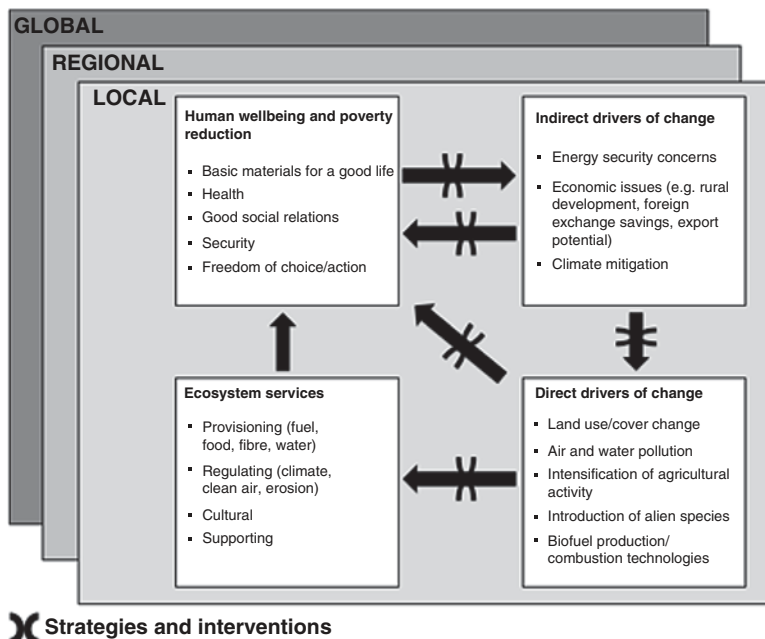 GLOBAL
REGIONAL
LOCAL
Human wellbeing and poverty
reduction
▪ Basic materials for a good life
▪ Health
▪ Good social relations
▪ Security
▪ Freedom of choice/action
Indirect drivers of change
▪ Energy security concerns
▪ Economic issues (e.g. rural
development, foreign
exchange savings, export
potential)
▪ Climate mitigation
Ecosystem services
▪ Provisioning (fuel,
food, fibre, water)
▪ Regulating (climate,
clean air, erosion)
▪ Cultural
▪ Supporting
Direct drivers of change
▪ Land use/cover change
▪ Air and water pollution
▪ Intensification of agricultural
activity
▪ Introduction of alien species
▪ Biofuel production/
combustion technologies
Strategies and interventions